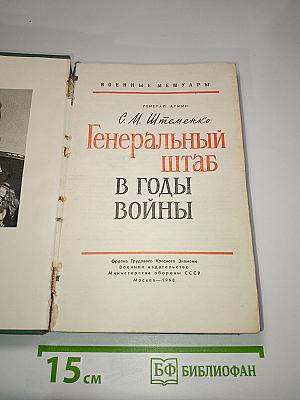 ВОЕННЫЕ МЕМУАРЫ
ГЕНЕРАЛ АРМИИ
С. М. Штеменко
Генеральный
ШТАБ
В ГОДЫ
ВОЙНЫ
Ордена Трудового Красного Знамени
Военное издательство
Министерства обороны СССР
Москва — 1968
15 см
БФ БИБЛИОФАН